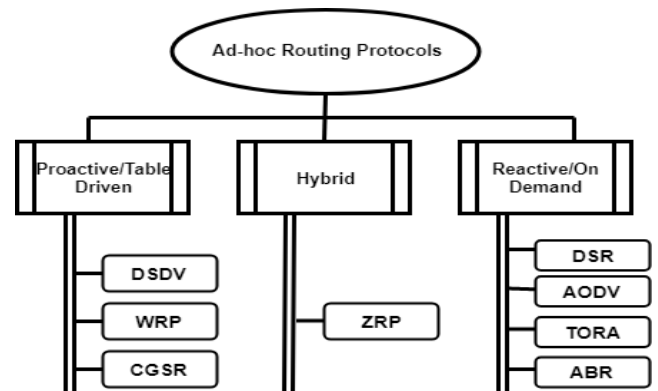 Ad-hoc Routing Protocols
Proactive/Table
Driven
Hybrid
Reactive/On
Demand
DSDV
WRP
CGSR
ZRP
DSR
AODV
TORA
ABR